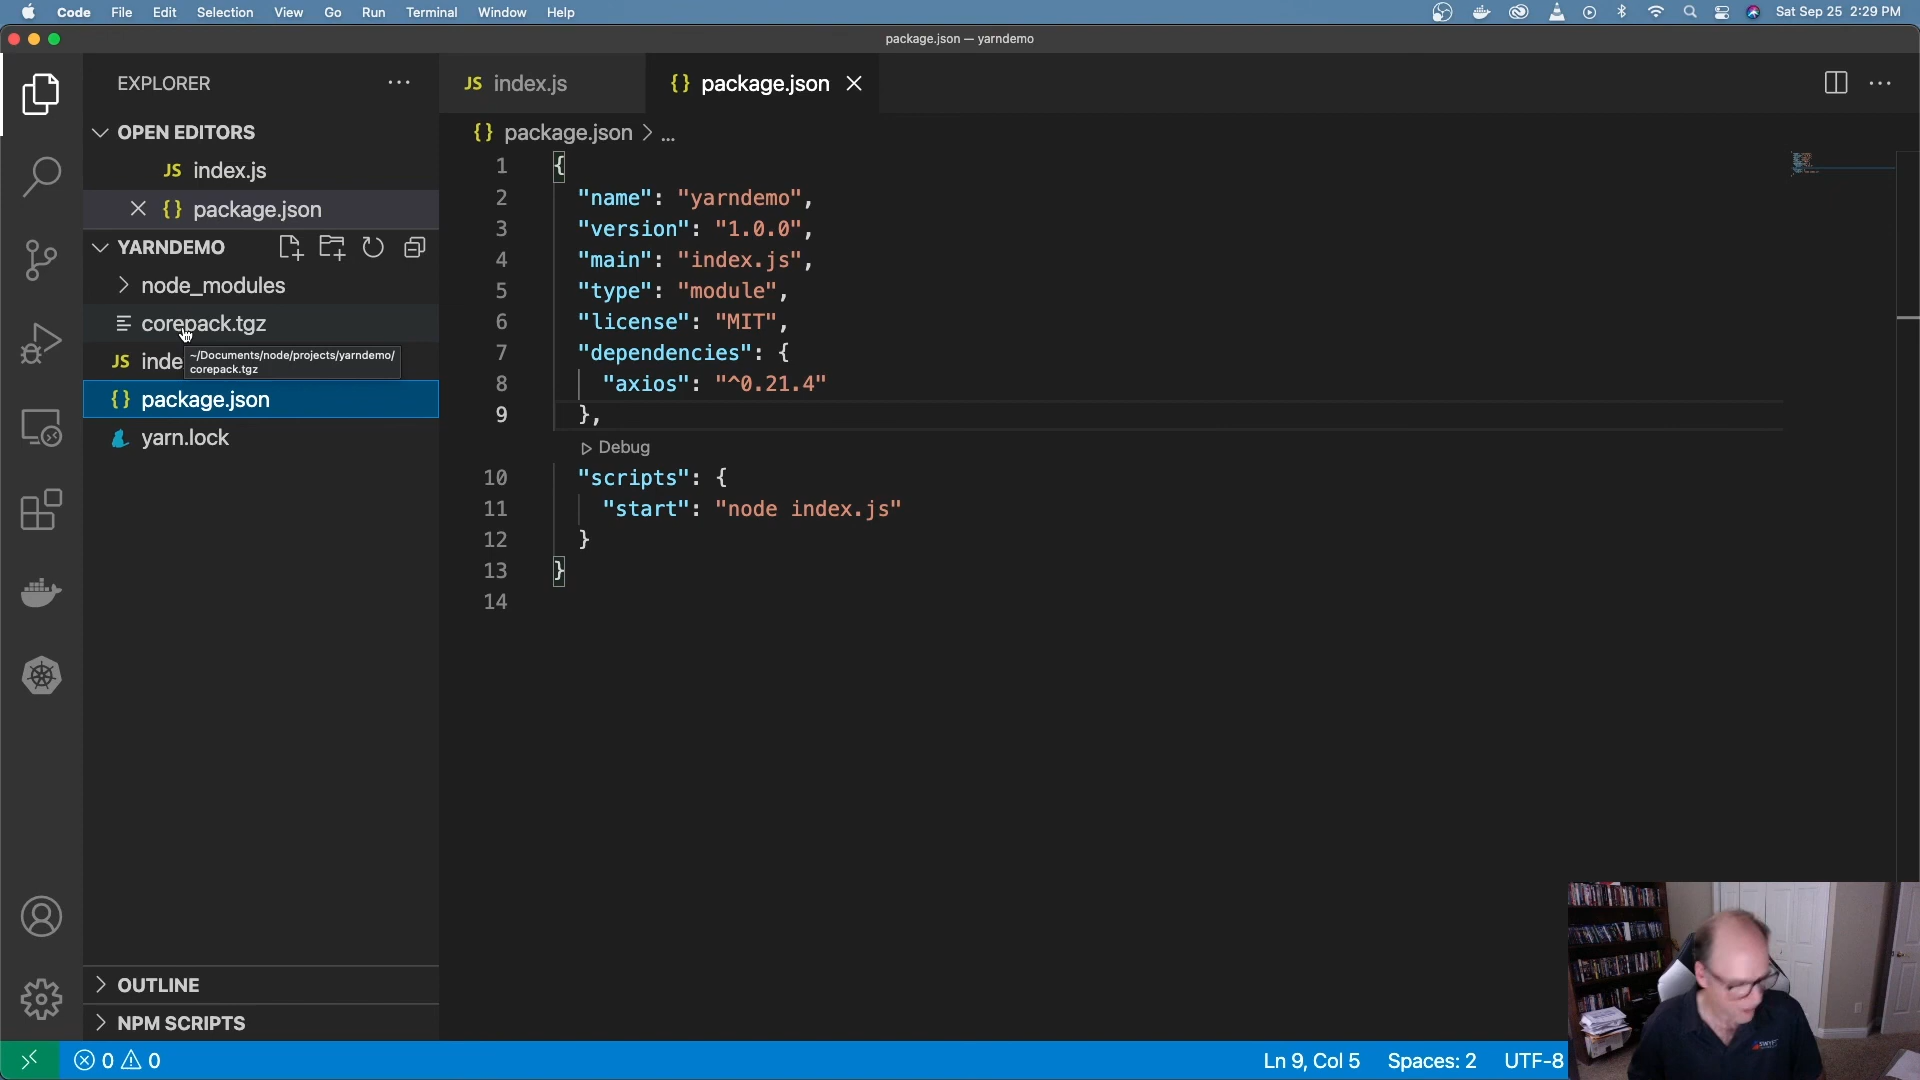 Code File Edit Selection View Go Run Terminal Window Help
Sat Sep 25 2:29 PM
package.json — yarndemo
EXPLORER
OPEN EDITORS
JS index.js
{} package.json
YARNDEMO
node_modules
corepack.tgz
JS inde
~/Documents/node/projects/yarndemo/
corepack.tgz
{} package.json
yarn.lock
OUTLINE
NPM SCRIPTS
JS index.js
{} package.json
{} package.json > ...
1 {
2 "name": "yarndemo",
3 "version": "1.0.0",
4 "main": "index.js",
5 "type": "module",
6 "license": "MIT",
7 "dependencies": {
8 "axios": "^0.21.4"
9 },
Debug
10 "scripts": {
11 "start": "node index.js"
12 }
13 }
14
0 0
Ln 9, Col 5 Spaces: 2 UTF-8